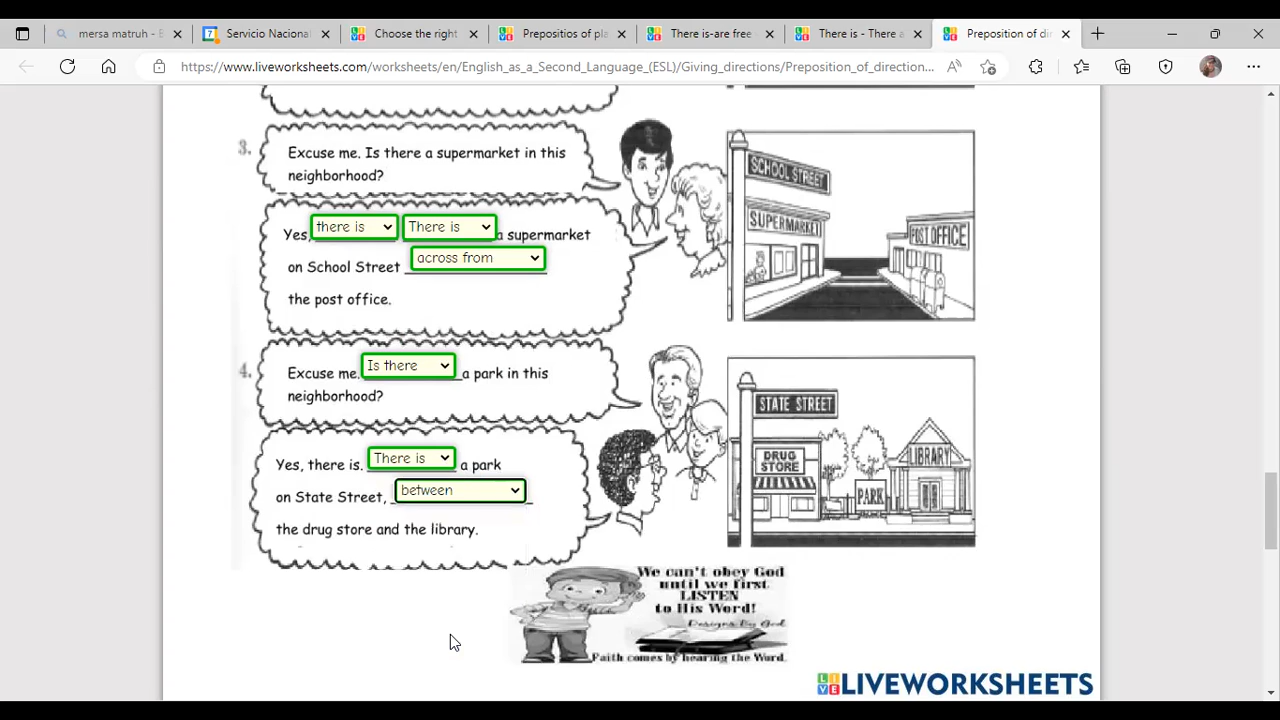 mersa matruh - B
Servicio Nacional
Choose the right
Prepositios of pla
There is-are free
There is - There a
Preposition of di
https://www.liveworksheets.com/worksheets/en/English_as_a_Second_Language_(ESL)/Giving_directions/Preposition_of_direction...
3.
Excuse me. Is there a supermarket in this
neighborhood?
Yes, there is There is a supermarket
on School Street across from
the post office.
SCHOOL STREET
SUPERMARKET
POST OFFICE
4.
Excuse me. Is there a park in this
neighborhood?
Yes, there is. There is a park
on State Street, between
the drug store and the library.
STATE STREET
DRUG
STORE
PARK
LIBRARY
We can't obey God
until we first
LISTEN
to His Word!
Designs By God
Faith comes by hearing the Word.
LIVE
LIVEWORKSHEETS